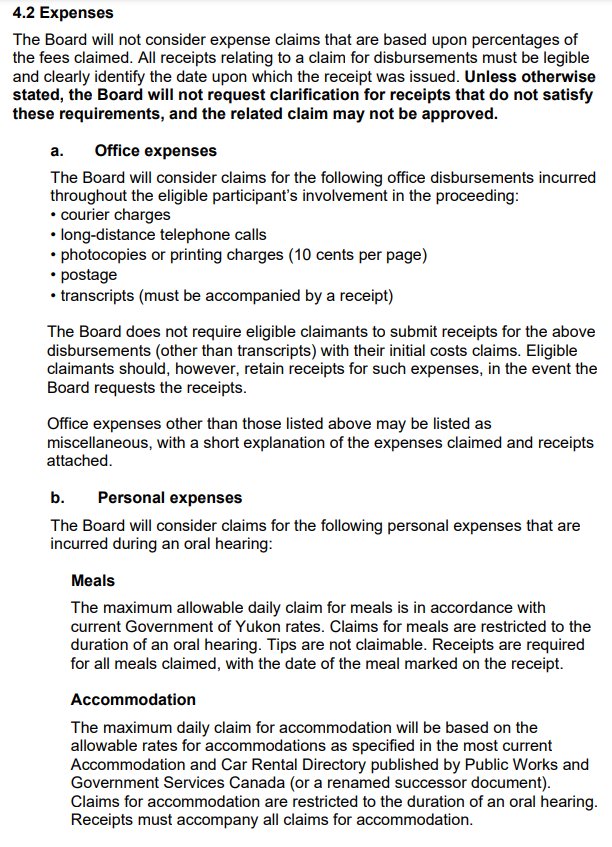 4.2 Expenses
The Board will not consider expense claims that are based upon percentages of
the fees claimed. All receipts relating to a claim for disbursements must be legible
and clearly identify the date upon which the receipt was issued. Unless otherwise
stated, the Board will not request clarification for receipts that do not satisfy
these requirements, and the related claim may not be approved.
a. Office expenses
The Board will consider claims for the following office disbursements incurred
throughout the eligible participant's involvement in the proceeding:
• courier charges
• long-distance telephone calls
• photocopies or printing charges (10 cents per page)
• postage
• transcripts (must be accompanied by a receipt)
The Board does not require eligible claimants to submit receipts for the above
disbursements (other than transcripts) with their initial costs claims. Eligible
claimants should, however, retain receipts for such expenses, in the event the
Board requests the receipts.
Office expenses other than those listed above may be listed as
miscellaneous, with a short explanation of the expenses claimed and receipts
attached.
b. Personal expenses
The Board will consider claims for the following personal expenses that are
incurred during an oral hearing:
Meals
The maximum allowable daily claim for meals is in accordance with
current Government of Yukon rates. Claims for meals are restricted to the
duration of an oral hearing. Tips are not claimable. Receipts are required
for all meals claimed, with the date of the meal marked on the receipt.
Accommodation
The maximum daily claim for accommodation will be based on the
allowable rates for accommodations as specified in the most current
Accommodation and Car Rental Directory published by Public Works and
Government Services Canada (or a renamed successor document).
Claims for accommodation are restricted to the duration of an oral hearing.
Receipts must accompany all claims for accommodation.